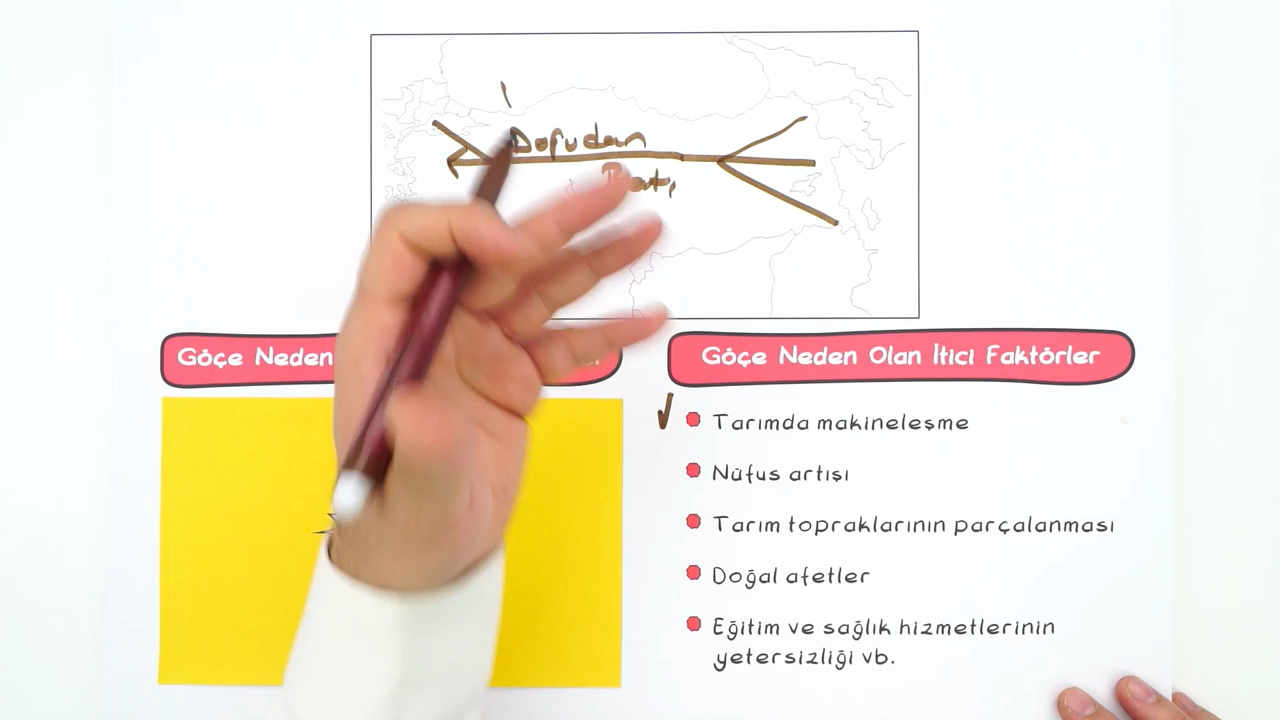 Doğudan
Batı
Göçe Neden
Göçe Neden Olan İtici Faktörler
Tarımda makineleşme
Nüfus artışı
Tarım topraklarının parçalanması
Doğal afetler
Eğitim ve sağlık hizmetlerinin
yetersizliği vb.